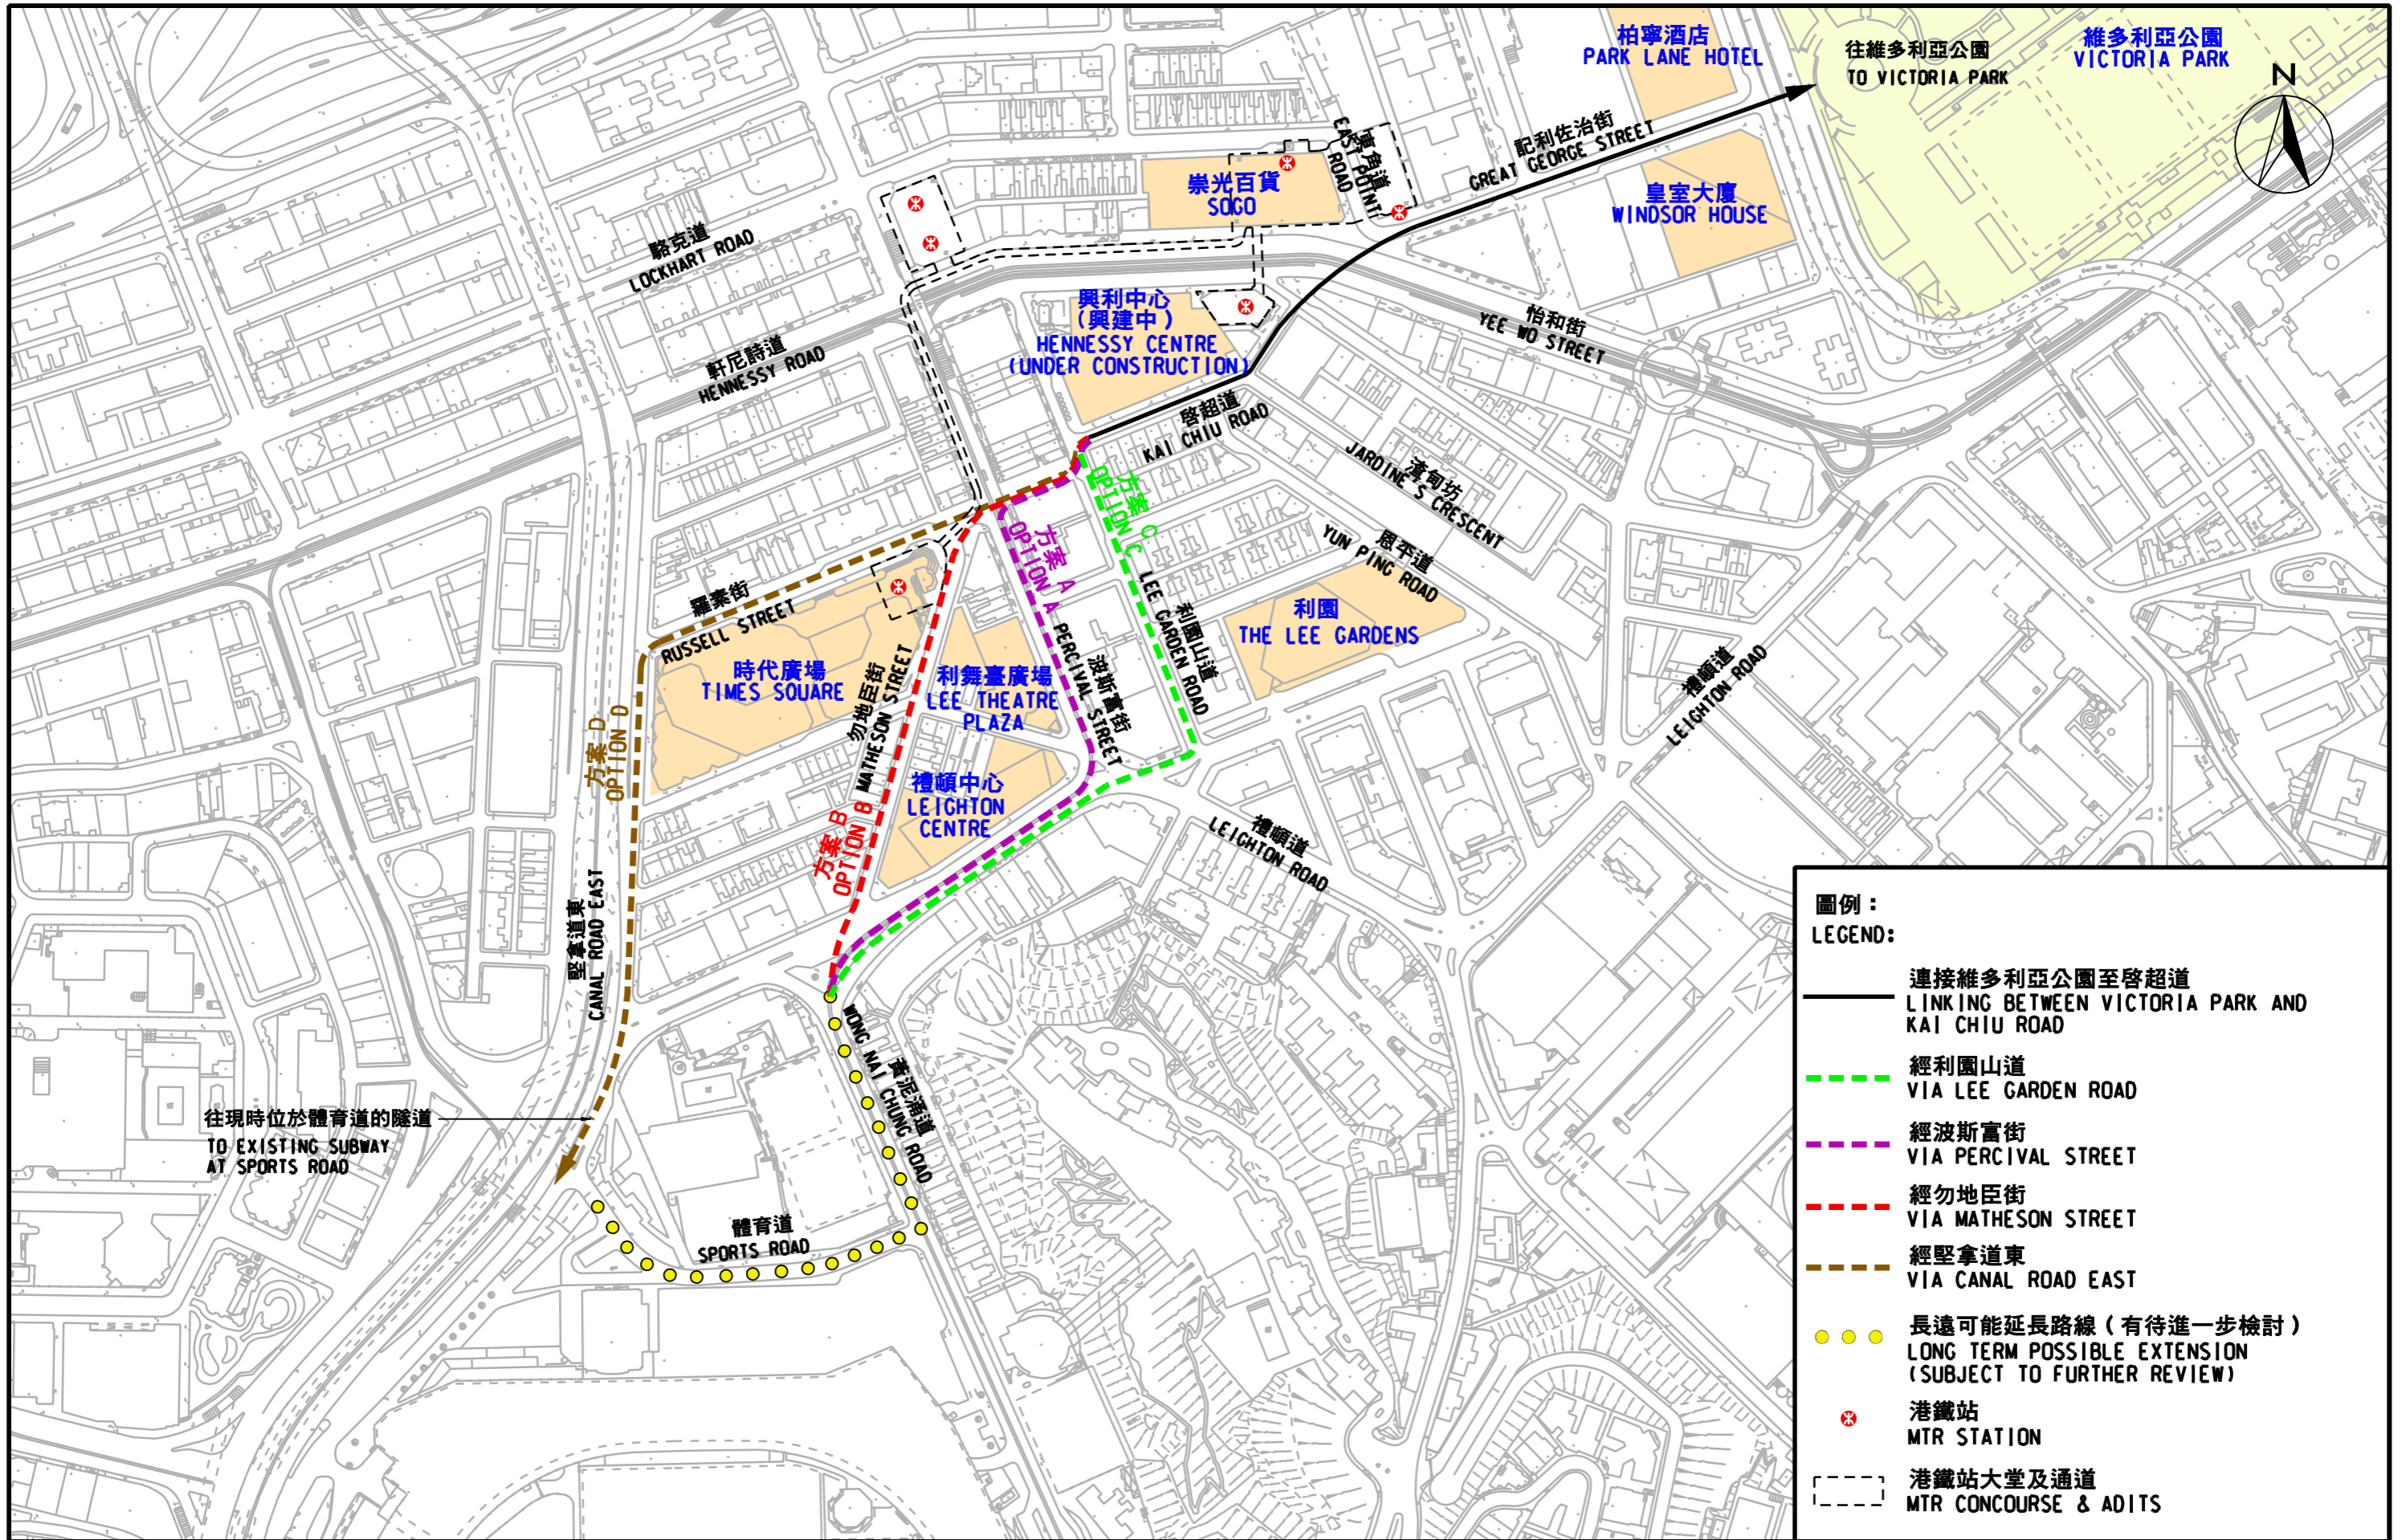 柏寧酒店
PARK LANE HOTEL
往維多利亞公園
TO VICTORIA PARK
維多利亞公園
VICTORIA PARK
N
記利佐治街
GREAT GEORGE STREET
東角道
EAST POINT
ROAD
崇光百貨
SOGO
皇室大廈
WINDSOR HOUSE
駱克道
LOCKHART ROAD
興利中心
(興建中)
HENNESSY CENTRE
(UNDER CONSTRUCTION)
怡和街
YEE WO STREET
軒尼詩道
HENNESSY ROAD
啓超道
KAI CHIU ROAD
渣甸坊
JARDINE'S CRESCENT
方案 C
OPTION C
方案 A
OPTION A
恩平道
YUN PING ROAD
羅素街
RUSSELL STREET
利園
THE LEE GARDENS
利園山道
LEE GARDEN ROAD
波斯富街
PERCIVAL STREET
時代廣場
TIMES SQUARE
勿地臣街
MATHESON STREET
利舞臺廣場
LEE THEATRE
PLAZA
禮頓道
LEIGHTON ROAD
方案 D
OPTION D
禮頓中心
LEIGHTON
CENTRE
方案 B
OPTION B
禮頓道
LEIGHTON ROAD
堅拿道東
CANAL ROAD EAST
黃泥涌道
WONG NAI CHUNG ROAD
往現時位於體育道的隧道
TO EXISTING SUBWAY
AT SPORTS ROAD
體育道
SPORTS ROAD
圖例：
LEGEND:
連接維多利亞公園至啓超道
LINKING BETWEEN VICTORIA PARK AND
KAI CHIU ROAD
經利園山道
VIA LEE GARDEN ROAD
經波斯富街
VIA PERCIVAL STREET
經勿地臣街
VIA MATHESON STREET
經堅拿道東
VIA CANAL ROAD EAST
長遠可能延長路線(有待進一步檢討)
LONG TERM POSSIBLE EXTENSION
(SUBJECT TO FURTHER REVIEW)
港鐵站
MTR STATION
港鐵站大堂及通道
MTR CONCOURSE & ADITS